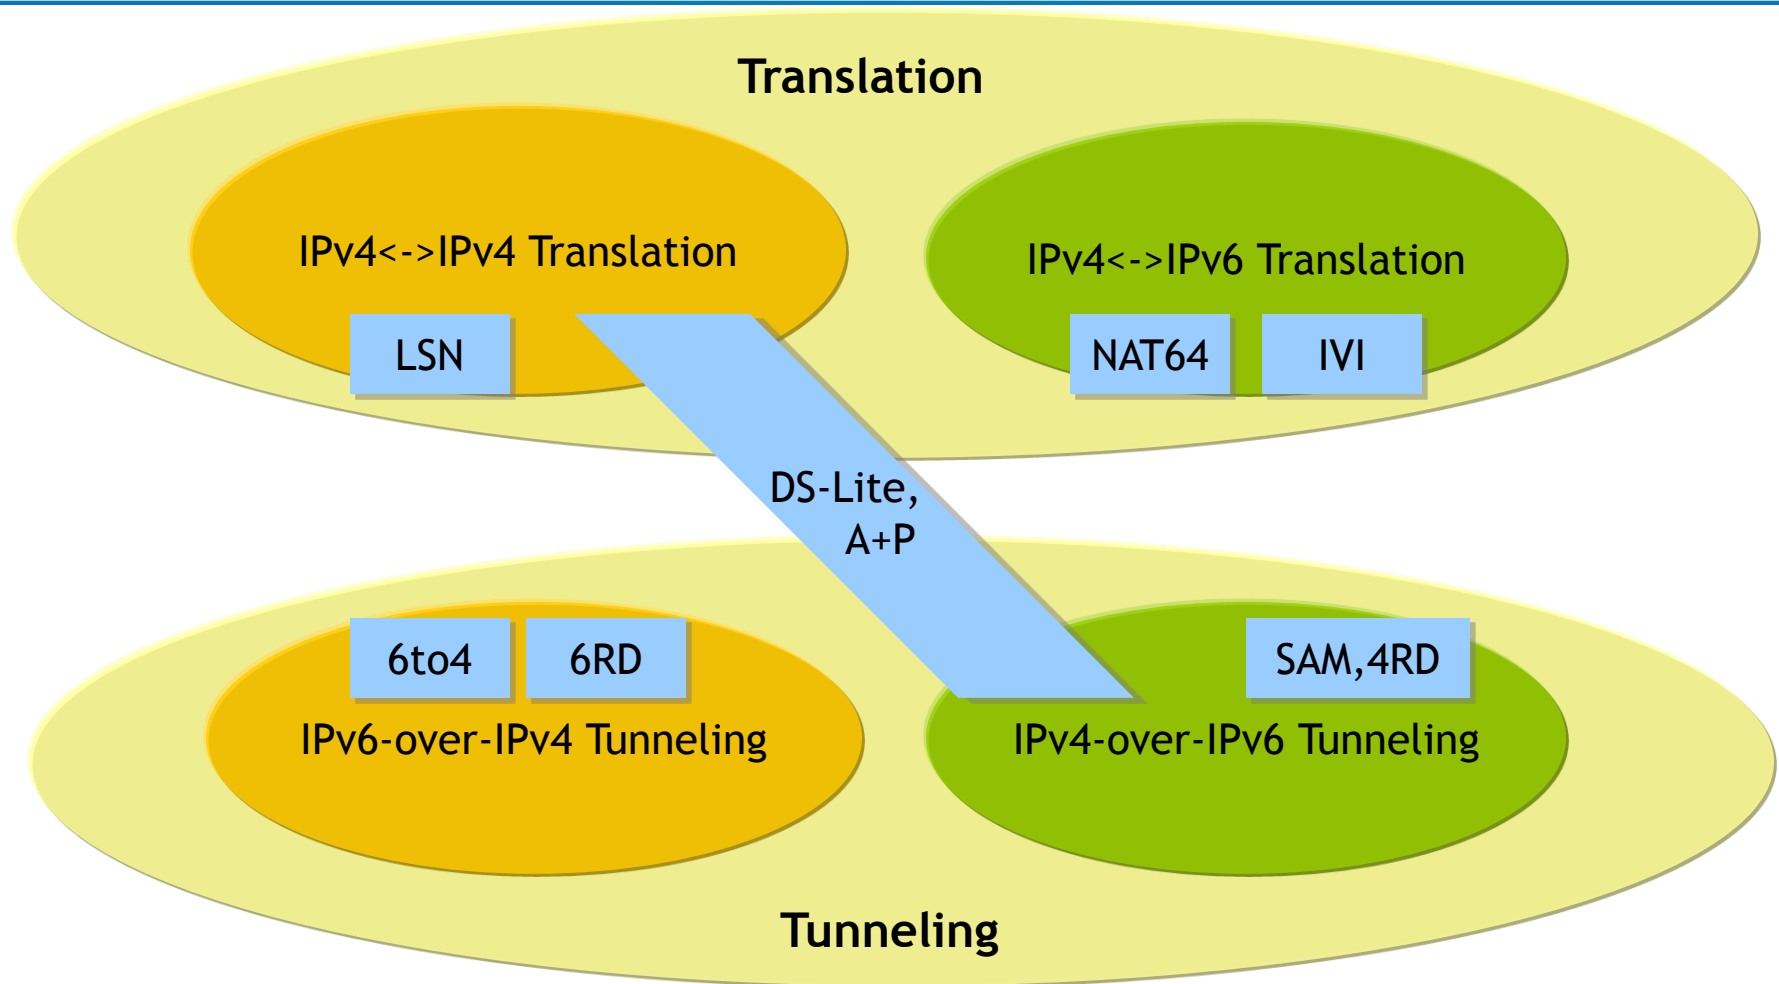 Translation
IPv4<->IPv4 Translation
IPv4<->IPv6 Translation
LSN
NAT64
IVI
DS-Lite,
A+P
6to4
6RD
SAM,4RD
IPv6-over-IPv4 Tunneling
IPv4-over-IPv6 Tunneling
Tunneling